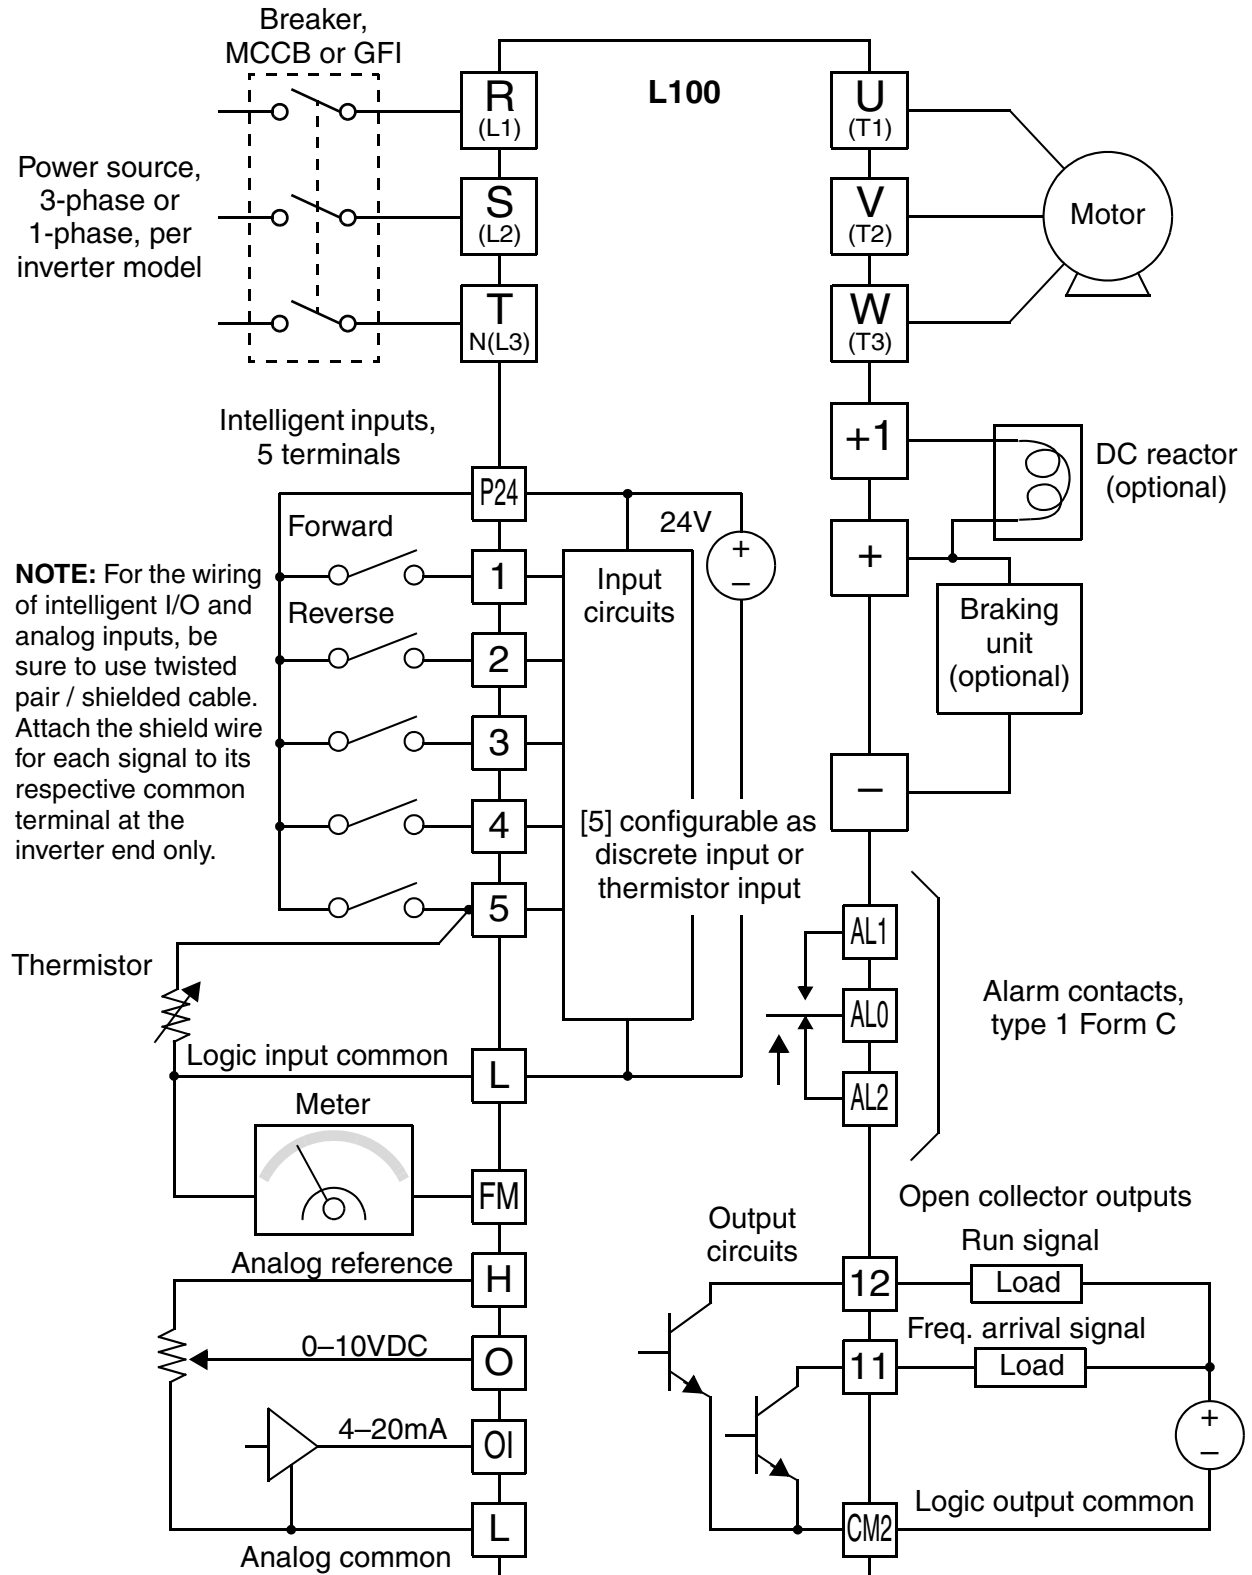 Breaker,
MCCB or GFI
L100
R
(L1)
U
(T1)
Power source,
3-phase or
1-phase, per
inverter model
S
(L2)
V
(T2)
Motor
T
N(L3)
W
(T3)
Intelligent inputs,
5 terminals
+1
DC reactor
(optional)
P24
24V
+
–
+
Forward
1
Input
circuits
NOTE: For the wiring
of intelligent I/O and
analog inputs, be
sure to use twisted
pair / shielded cable.
Attach the shield wire
for each signal to its
respective common
terminal at the
inverter end only.
Reverse
2
Braking
unit
(optional)
3
–
4
[5] configurable as
discrete input or
thermistor input
5
AL1
Thermistor
AL0
Alarm contacts,
type 1 Form C
Logic input common
L
AL2
Meter
FM
Open collector outputs
Output
circuits
Run signal
Analog reference
H
12
Load
Freq. arrival signal
0–10VDC
O
11
Load
4–20mA
OI
+
–
L
Analog common
CM2
Logic output common